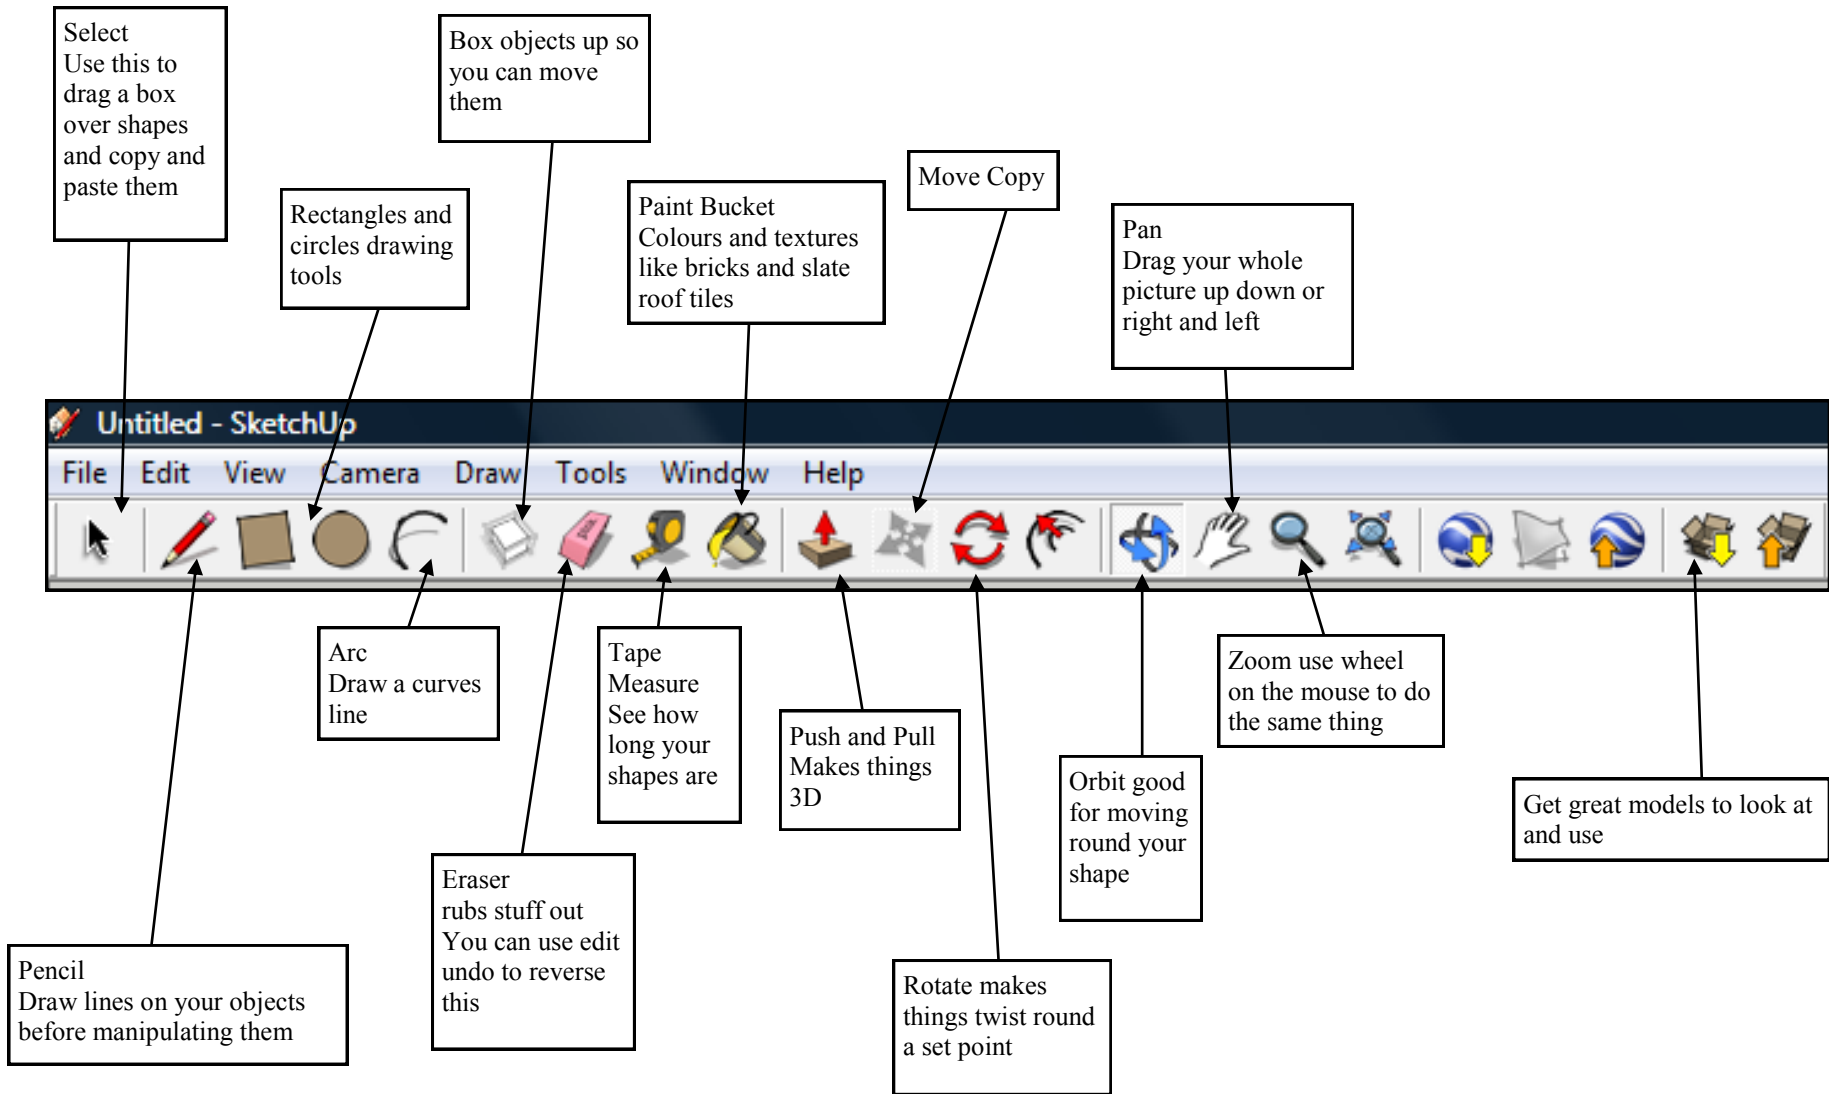 Select
Use this to
drag a box
over shapes
and copy and
paste them
Box objects up so
you can move
them
Rectangles and
circles drawing
tools
Paint Bucket
Colours and textures
like bricks and slate
roof tiles
Move Copy
Pan
Drag your whole
picture up down or
right and left
Untitled - SketchUp
File Edit View Camera Draw Tools Window Help
Arc
Draw a curves
line
Tape
Measure
See how
long your
shapes are
Push and Pull
Makes things
3D
Orbit good
for moving
round your
shape
Zoom use wheel
on the mouse to do
the same thing
Get great models to look at
and use
Eraser
rubs stuff out
You can use edit
undo to reverse
this
Pencil
Draw lines on your objects
before manipulating them
Rotate makes
things twist round
a set point